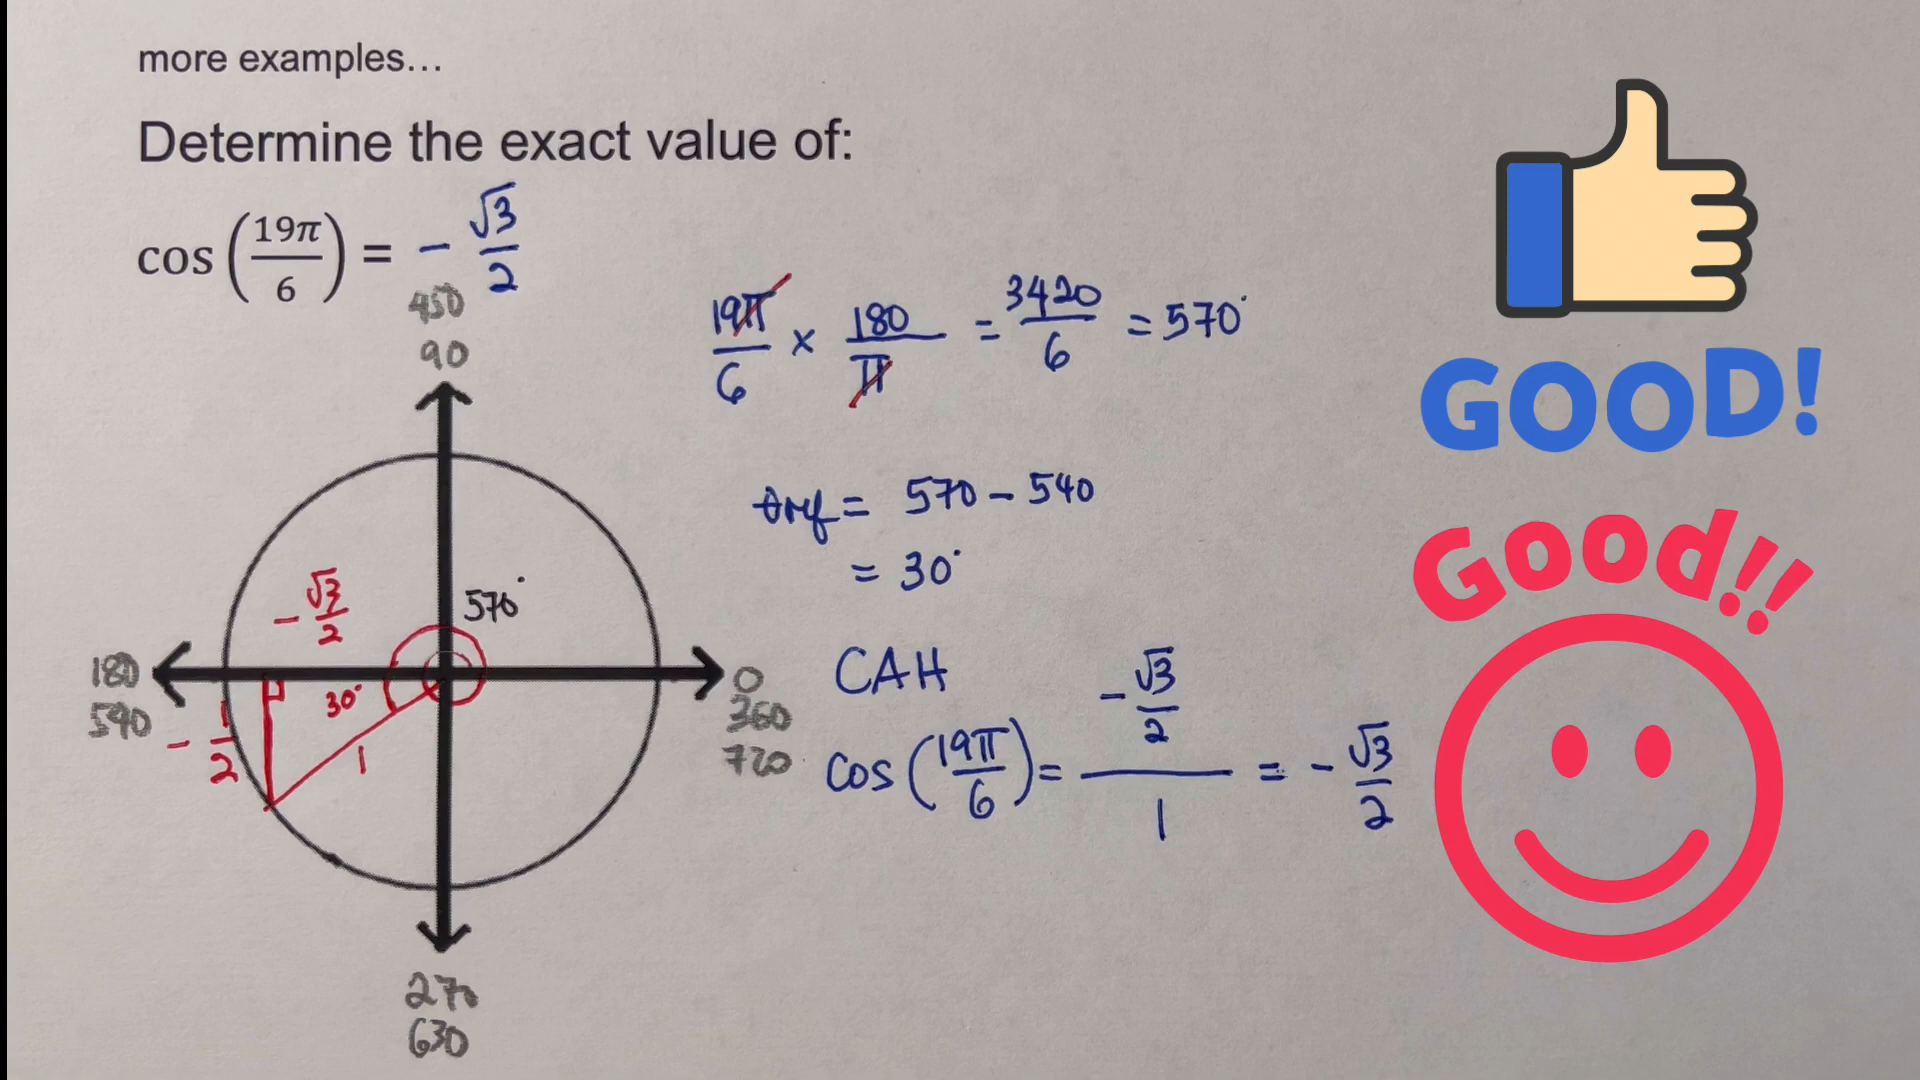 more examples...
Determine the exact value of:
cos(19π/6) = - √3/2
450
90
19π/6 × 180/π = 3420/6 = 570°
θref = 570 - 540
= 30°
570°
- √3/2
180
540
30°
- 1/2
1
0
360
720
270
630
CAH
cos(19π/6) = (- √3/2)/1 = - √3/2
GOOD!
Good!!